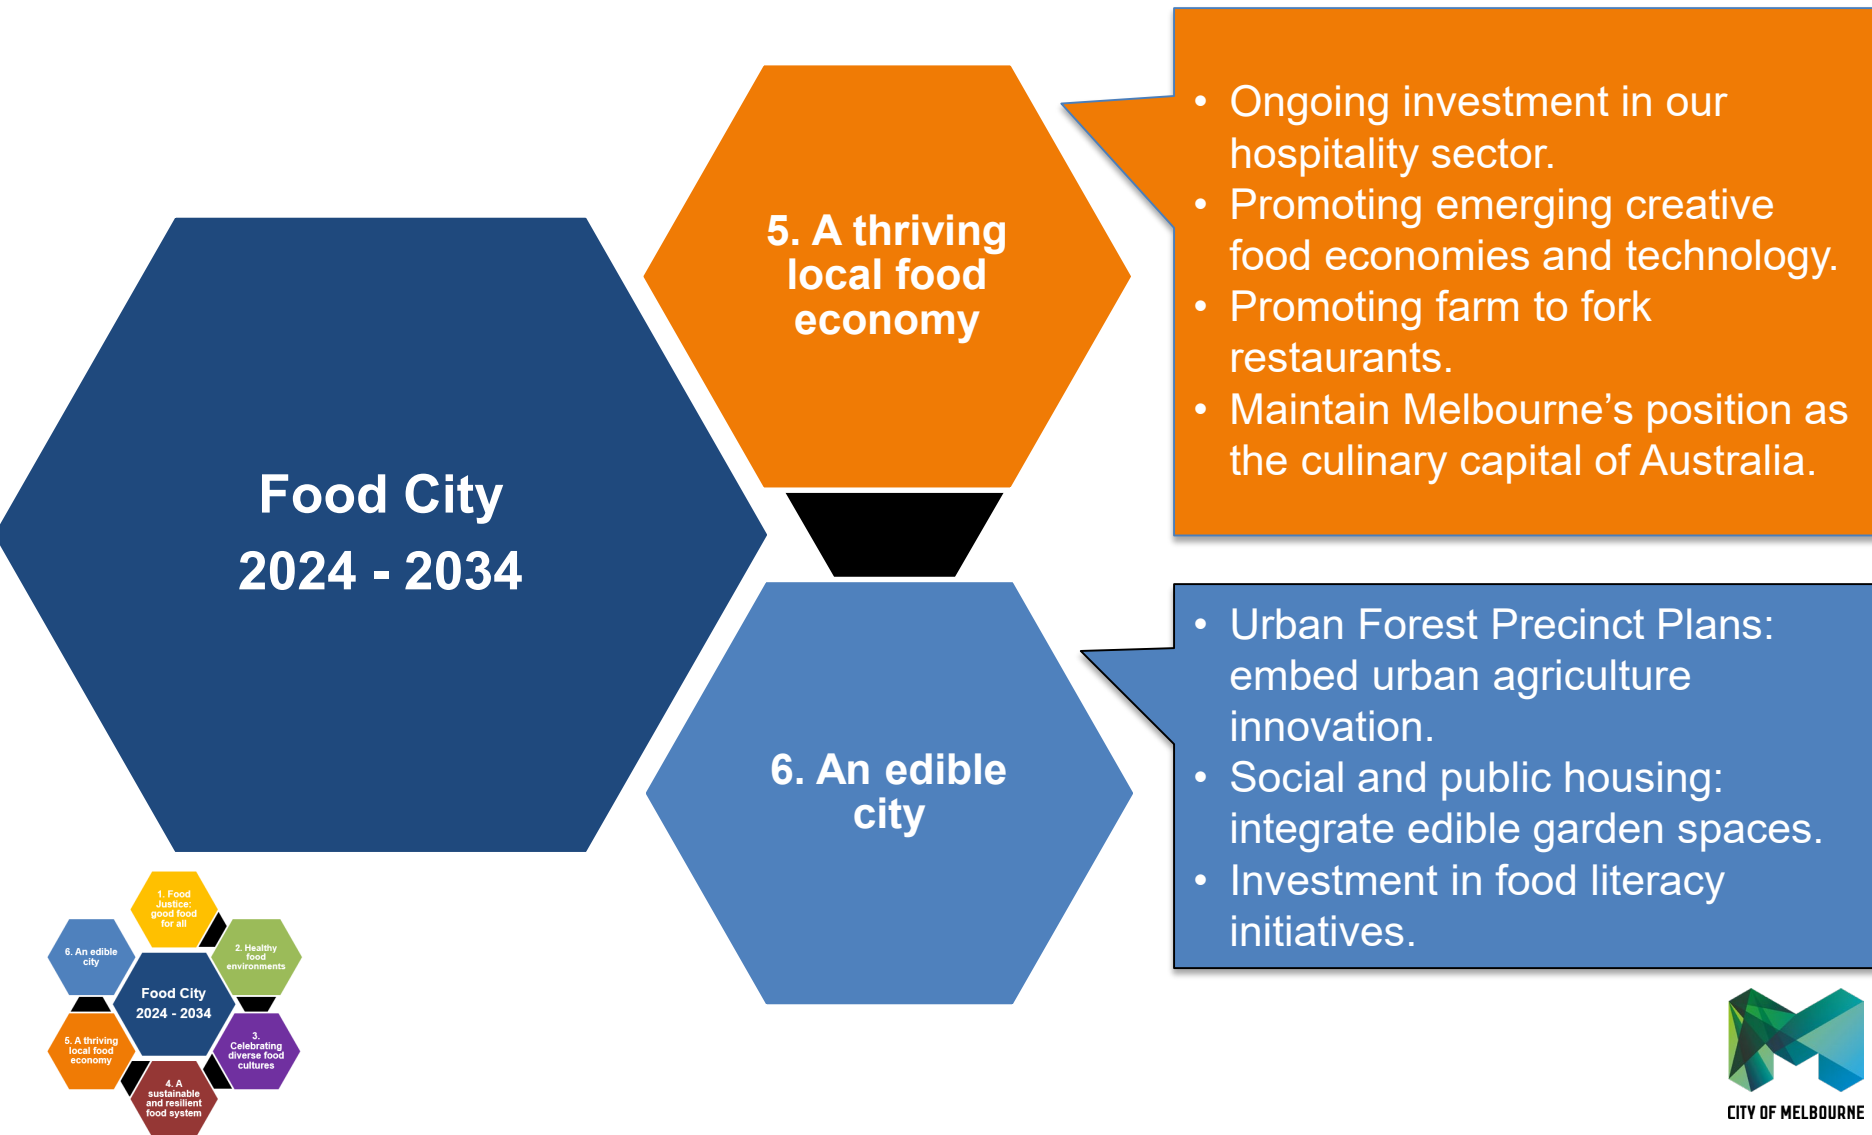 Food City
2024 - 2034
5. A thriving
local food
economy
• Ongoing investment in our
hospitality sector.
• Promoting emerging creative
food economies and technology.
• Promoting farm to fork
restaurants.
• Maintain Melbourne’s position as
the culinary capital of Australia.
6. An edible
city
• Urban Forest Precinct Plans:
embed urban agriculture
innovation.
• Social and public housing:
integrate edible garden spaces.
• Investment in food literacy
initiatives.
1. Food
Justice:
good food
for all
2. Healthy
food
environments
3.
Celebrating
diverse food
cultures
4. A
sustainable
and resilient
food system
5. A thriving
local food
economy
6. An edible
city
Food City
2024 - 2034
CITY OF MELBOURNE